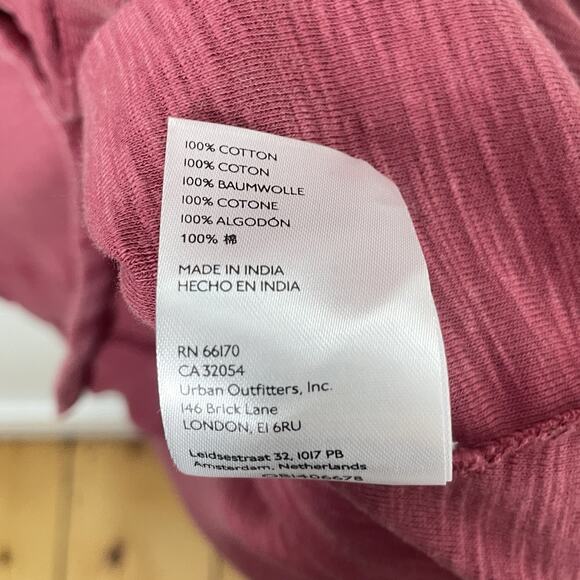 100% COTTON
100% COTON
100% BAUMWOLLE
100% COTONE
100% ALGODÓN
100% 棉
MADE IN INDIA
HECHO EN INDIA
RN 66170
CA 32054
Urban Outfitters, Inc.
146 Brick Lane
LONDON, E1 6RU
Leidsestraat 32, 1017 PB
Amsterdam, Netherlands